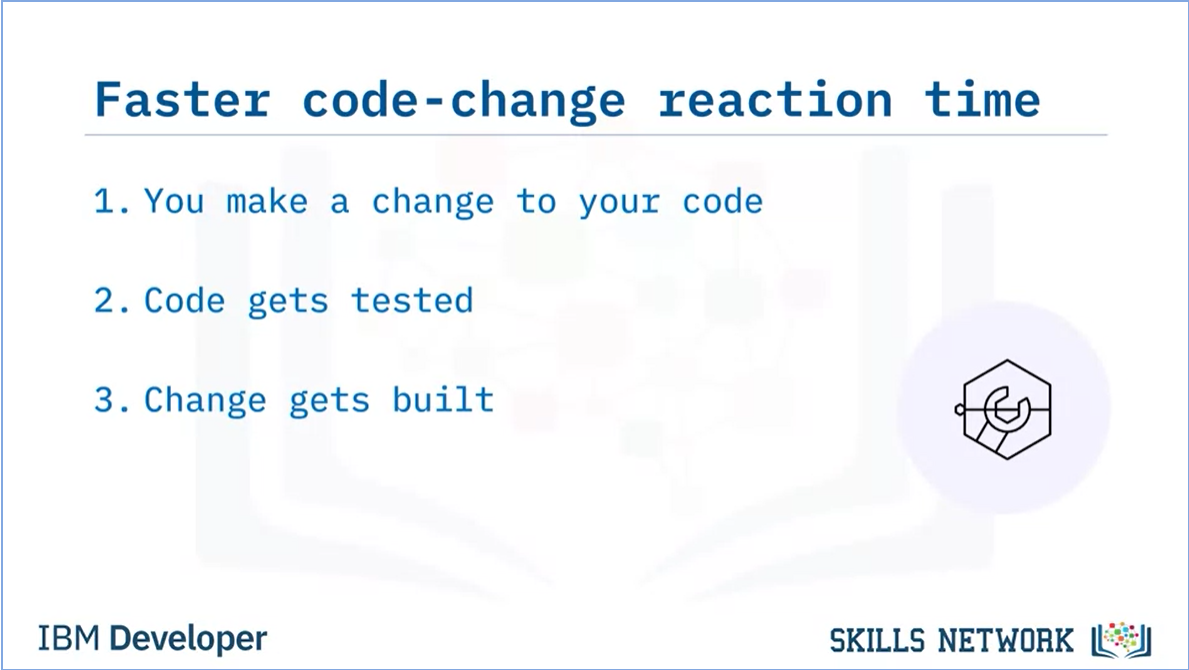 Faster code-change reaction time
1. You make a change to your code
2. Code gets tested
3. Change gets built
IBM Developer
SKILLS NETWORK